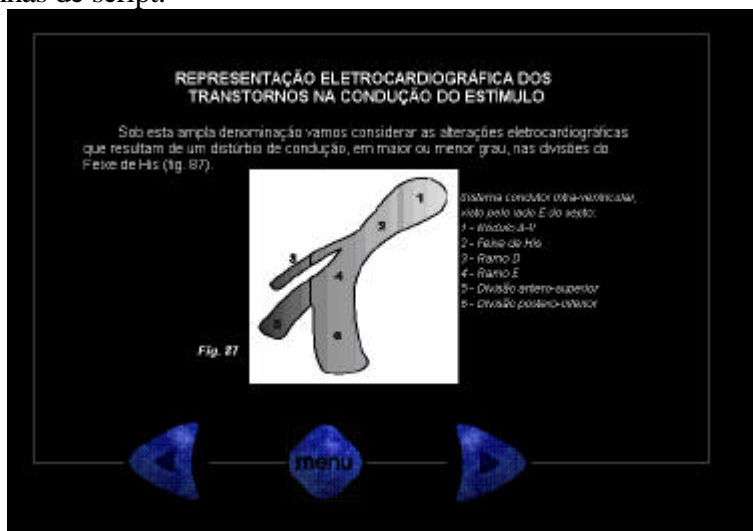 REPRESENTAÇÃO ELETROCARDIOGRÁFICA DOS
TRANSTORNOS NA CONDUÇÃO DO ESTÍMULO
Sob esta ampla denominação vamos considerar as alterações eletrocardiográficas
que resultam de um distúrbio de condução, em maior ou menor grau, nas divisões do
Feixe de His (fig. 87).
Sistema condutor intra-ventricular,
visto pelo lado E do septo:
1 - Nódulo A-V
2 - Feixe de His
3 - Ramo D
4 - Ramo E
5 - Divisão antero-superior
6 - Divisão postero-inferior
1
2
3
4
5
6
Fig. 87
menu